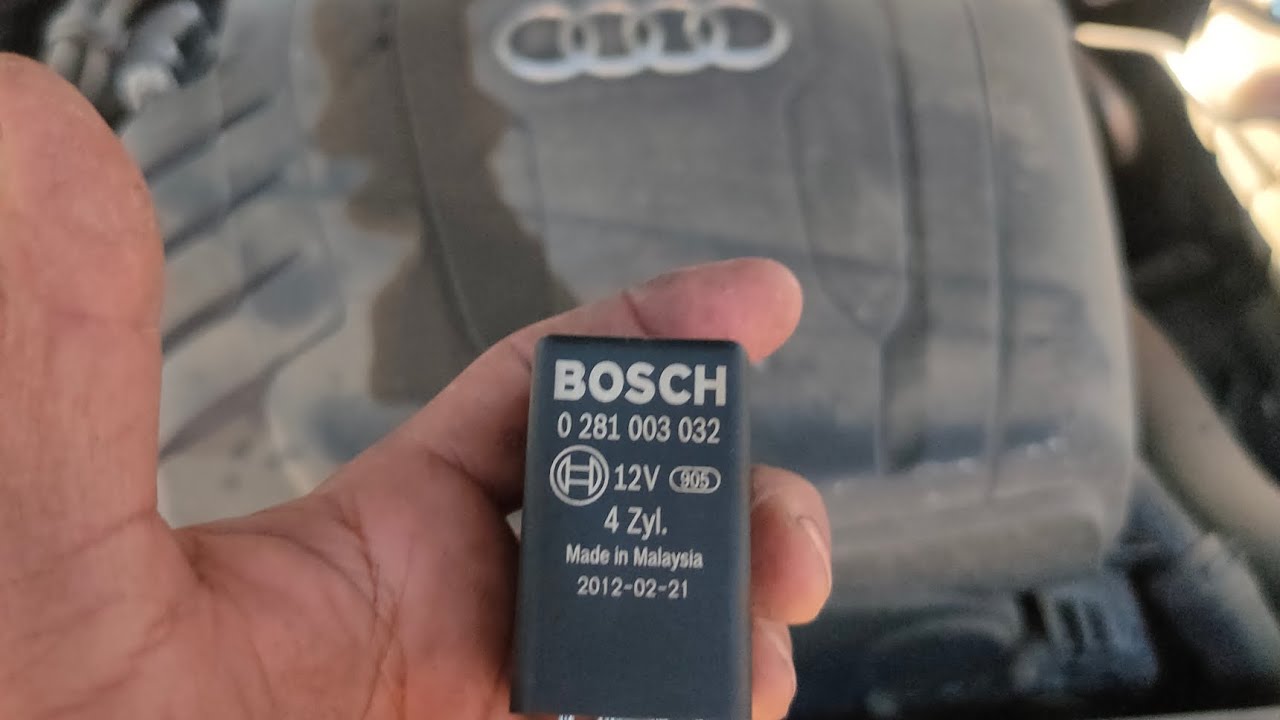 BOSCH
0 281 003 032
12V 905
4 Zyl.
Made in Malaysia
2012-02-21